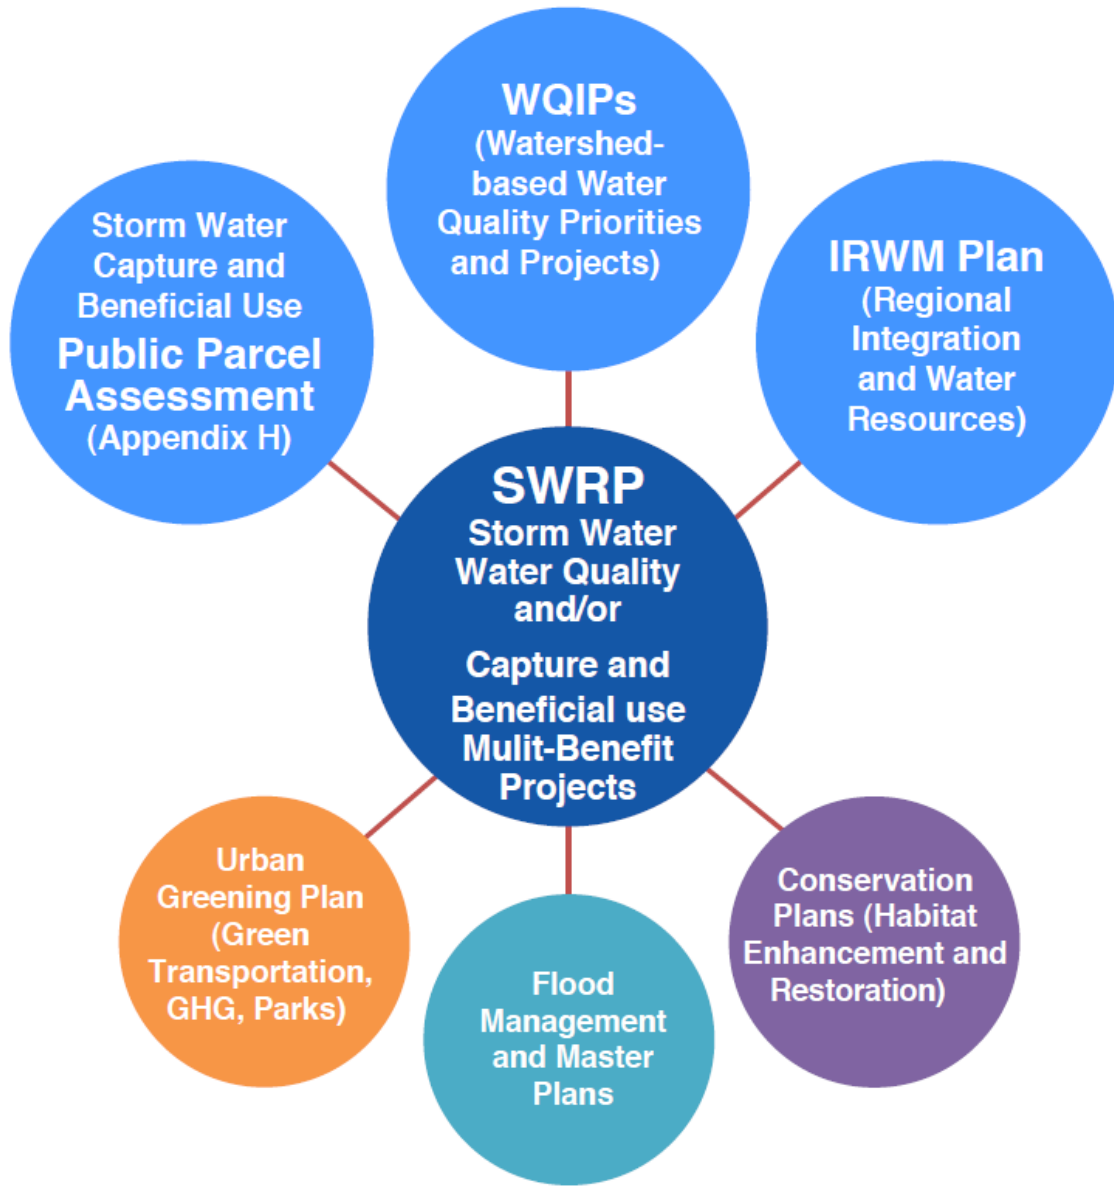 WQIPs
(Watershed-
based Water
Quality Priorities
and Projects)
Storm Water
Capture and
Beneficial Use
Public Parcel
Assessment
(Appendix H)
IRWM Plan
(Regional
Integration
and Water
Resources)
SWRP
Storm Water
Water Quality
and/or
Capture and
Beneficial use
Mulit-Benefit
Projects
Urban
Greening Plan
(Green
Transportation,
GHG, Parks)
Flood
Management
and Master
Plans
Conservation
Plans (Habitat
Enhancement and
Restoration)